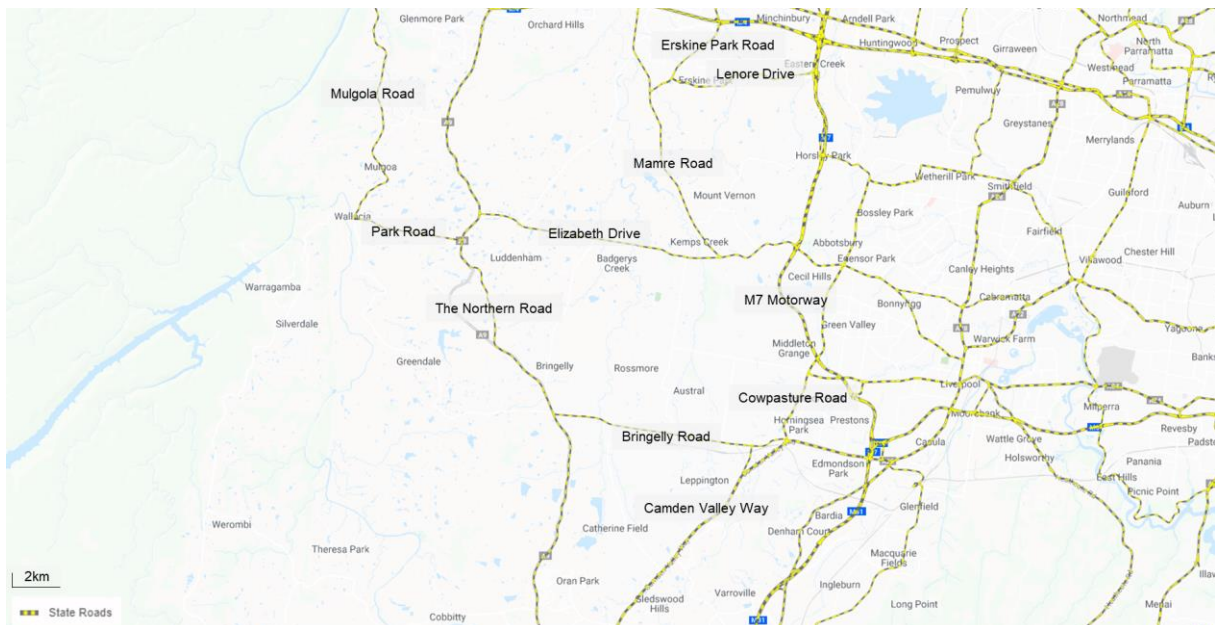 Glenmore Park
Orchard Hills
Minchinbury
Arndell Park
Northmead
Erskine Park Road
Huntingwood
Prospect
Girraween
North
Parramatta
Westmead
Lenore Drive
Eastern Creek
Erskine Park
Parramatta
Mulgola Road
Pemulwuy
A9
Greystanes
M7
Merrylands
Mamre Road
Horsley Park
Mulgoa
Wetherill Park
Smithfield
Mount Vernon
Guildford
Auburn
Wallacia
Bossley Park
Park Road
Elizabeth Drive
Fairfield
Kemps Creek
Abbotsbury
Luddenham
Badgerys
Creek
Edensor Park
Chester Hill
Villawood
Canley Heights
Cecil Hills
Warragamba
M7 Motorway
Bonnyrigg
Cabramatta
The Northern Road
Silverdale
Green Valley
Yagoona
A9
Warwick Farm
Greendale
Middleton
Grange
Banks
Bringelly
Rossmore
Austral
Liverpool
Cowpasture Road
Milperra
Moorebank
Horningsea
Park
Prestons
Revesby
Bringelly Road
Casula
Wattle Grove
Padst
Holsworthy
Edmondson
Park
Panania
Leppington
East Hills
Picnic Point
Camden Valley Way
Glenfield
Bardia
Werombi
Catherine Field
Denham Court
Theresa Park
Macquarie
Fields
2km
Oran Park
Ingleburn
Varroville
Sledswood
Hills
Long Point
Menai
State Roads
Cobbitty